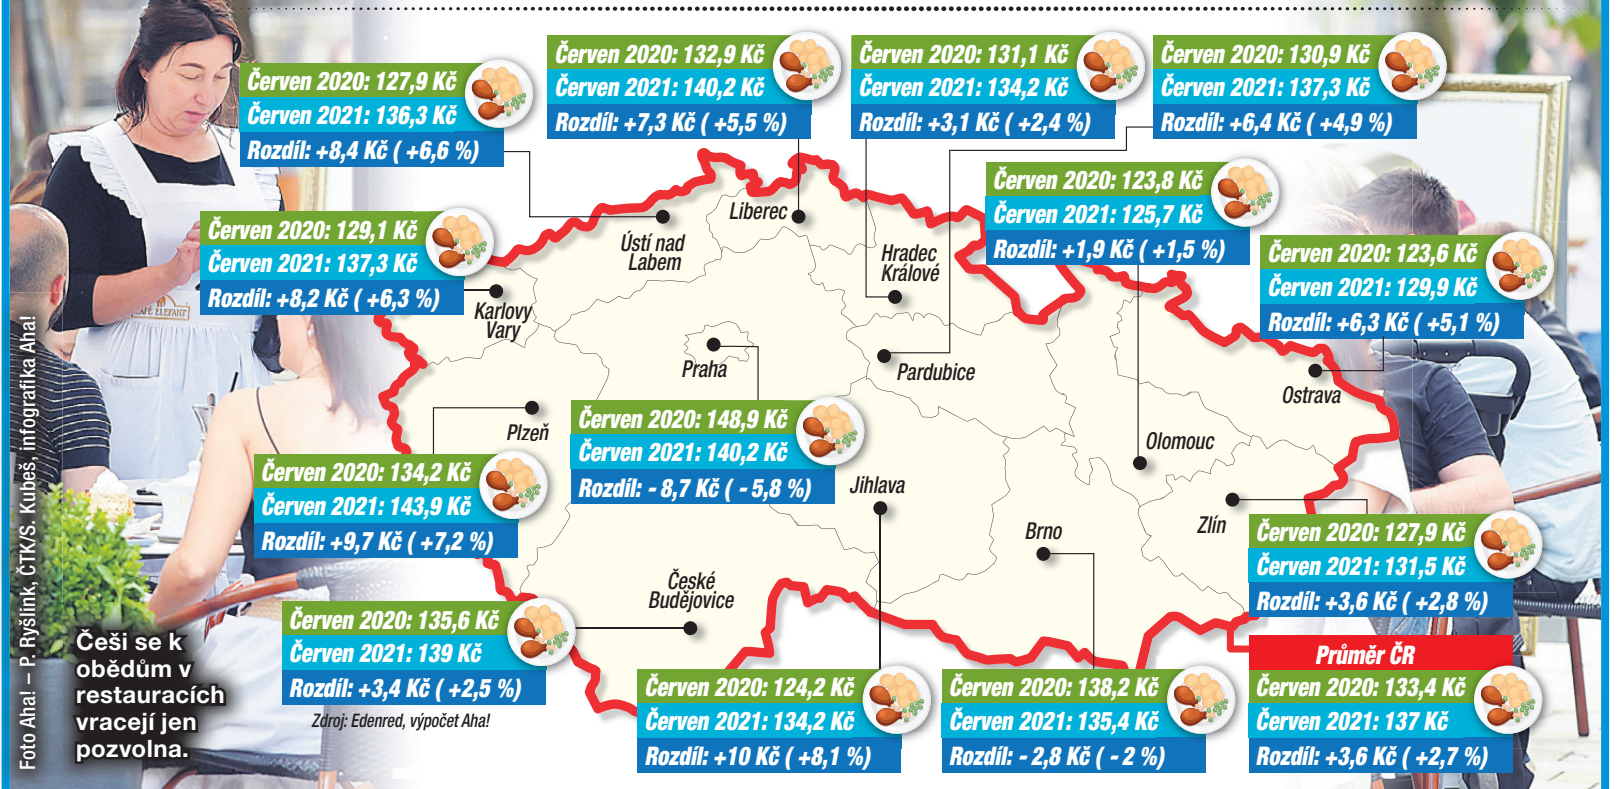 Červen 2020: 127,9 Kč
Červen 2021: 136,3 Kč
Rozdíl: +8,4 Kč ( +6,6 %)
Červen 2020: 132,9 Kč
Červen 2021: 140,2 Kč
Rozdíl: +7,3 Kč ( +5,5 %)
Červen 2020: 131,1 Kč
Červen 2021: 134,2 Kč
Rozdíl: +3,1 Kč ( +2,4 %)
Červen 2020: 130,9 Kč
Červen 2021: 137,3 Kč
Rozdíl: +6,4 Kč ( +4,9 %)
Červen 2020: 123,8 Kč
Červen 2021: 125,7 Kč
Rozdíl: +1,9 Kč ( +1,5 %)
Červen 2020: 129,1 Kč
Červen 2021: 137,3 Kč
Rozdíl: +8,2 Kč ( +6,3 %)
Červen 2020: 123,6 Kč
Červen 2021: 129,9 Kč
Rozdíl: +6,3 Kč ( +5,1 %)
Ústí nad
Labem
Liberec
Hradec
Králové
Karlovy
Vary
CAFÉ ELEFANT
Praha
Pardubice
Ostrava
Plzeň
Olomouc
Červen 2020: 148,9 Kč
Červen 2021: 140,2 Kč
Rozdíl: - 8,7 Kč ( - 5,8 %)
Jihlava
Brno
Zlín
Červen 2020: 134,2 Kč
Červen 2021: 143,9 Kč
Rozdíl: +9,7 Kč ( +7,2 %)
Červen 2020: 127,9 Kč
Červen 2021: 131,5 Kč
Rozdíl: +3,6 Kč ( +2,8 %)
České
Budějovice
Červen 2020: 135,6 Kč
Červen 2021: 139 Kč
Rozdíl: +3,4 Kč ( +2,5 %)
Zdroj: Edenred, výpočet Aha!
Červen 2020: 124,2 Kč
Červen 2021: 134,2 Kč
Rozdíl: +10 Kč ( +8,1 %)
Červen 2020: 138,2 Kč
Červen 2021: 135,4 Kč
Rozdíl: - 2,8 Kč ( - 2 %)
Průměr ČR
Červen 2020: 133,4 Kč
Červen 2021: 137 Kč
Rozdíl: +3,6 Kč ( +2,7 %)
Češi se k
obědům v
restauracích
vracejí jen
pozvolna.
Foto Aha! – P. Ryšlink, ČTK/S. Kubeš, infografika Aha!